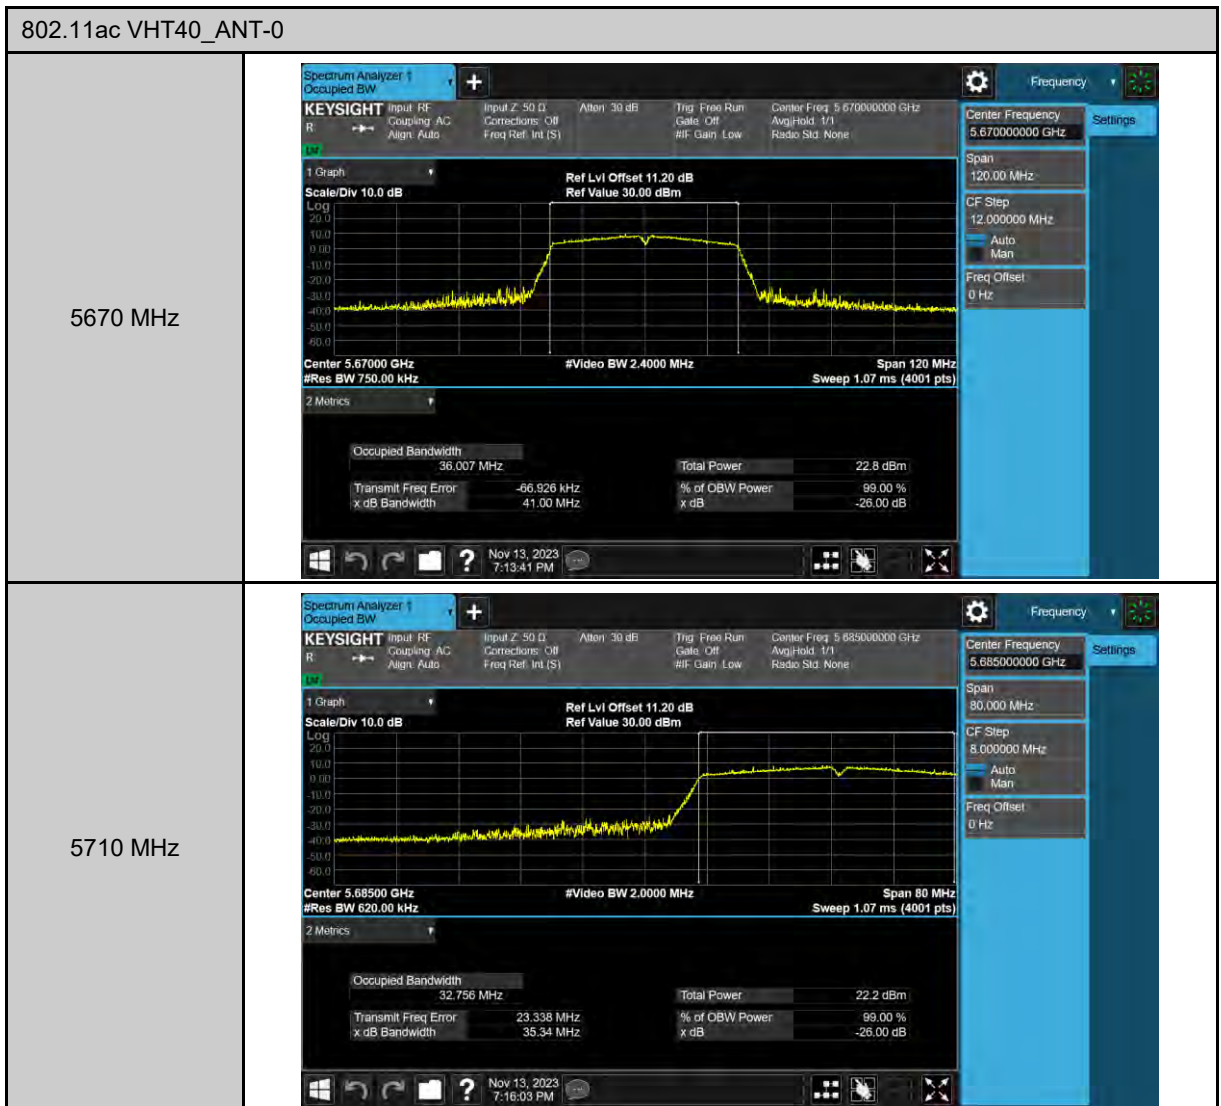 802.11ac VHT40_ANT-0
5670 MHz
Spectrum Analyzer 1
Occupied BW
Frequency
KEYSIGHT
R
Input: RF
Coupling: AC
Align: Auto
Input Z: 50 Ω
Corrections: Off
Freq Ref: Int (S)
Atten: 30 dB
Trig: Free Run
Gate: Off
#IF Gain: Low
Center Freq: 5.670000000 GHz
Avg|Hold: 1/1
Radio Std: None
Center Frequency
5.670000000 GHz
Settings
Span
120.00 MHz
CF Step
12.000000 MHz
Auto
Man
Freq Offset
0 Hz
1 Graph
Scale/Div 10.0 dB
Ref Lvl Offset 11.20 dB
Ref Value 30.00 dBm
Log
20.0
10.0
0.00
-10.0
-20.0
-30.0
-40.0
-50.0
-60.0
Center 5.67000 GHz
#Res BW 750.00 kHz
#Video BW 2.4000 MHz
Span 120 MHz
Sweep 1.07 ms (4001 pts)
2 Metrics
Occupied Bandwidth
36.007 MHz
Transmit Freq Error -66.926 kHz
x dB Bandwidth 41.00 MHz
Total Power 22.8 dBm
% of OBW Power 99.00 %
x dB -26.00 dB
?
Nov 13, 2023
7:13:41 PM
5710 MHz
Spectrum Analyzer 1
Occupied BW
Frequency
KEYSIGHT
R
Input: RF
Coupling: AC
Align: Auto
Input Z: 50 Ω
Corrections: Off
Freq Ref: Int (S)
Atten: 30 dB
Trig: Free Run
Gate: Off
#IF Gain: Low
Center Freq: 5.685000000 GHz
Avg|Hold: 1/1
Radio Std: None
Center Frequency
5.685000000 GHz
Settings
Span
80.000 MHz
CF Step
8.000000 MHz
Auto
Man
Freq Offset
0 Hz
1 Graph
Scale/Div 10.0 dB
Ref Lvl Offset 11.20 dB
Ref Value 30.00 dBm
Log
20.0
10.0
0.00
-10.0
-20.0
-30.0
-40.0
-50.0
-60.0
Center 5.68500 GHz
#Res BW 620.00 kHz
#Video BW 2.0000 MHz
Span 80 MHz
Sweep 1.07 ms (4001 pts)
2 Metrics
Occupied Bandwidth
32.756 MHz
Transmit Freq Error 23.338 MHz
x dB Bandwidth 35.34 MHz
Total Power 22.2 dBm
% of OBW Power 99.00 %
x dB -26.00 dB
?
Nov 13, 2023
7:16:03 PM